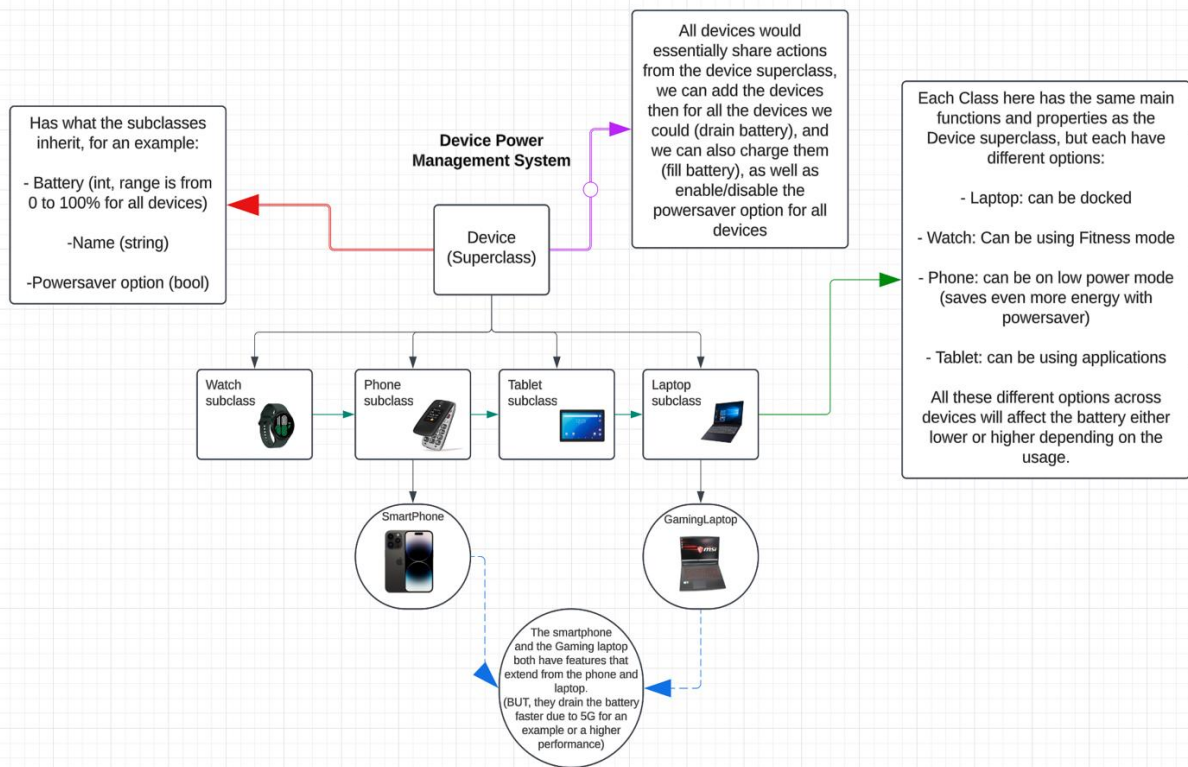 Device Power
Management System
Has what the subclasses
inherit, for an example:
- Battery (int, range is from
0 to 100% for all devices)
-Name (string)
-Powersaver option (bool)
Device
(Superclass)
All devices would
essentially share actions
from the device superclass,
we can add the devices
then for all the devices we
could (drain battery), and
we can also charge them
(fill battery), as well as
enable/disable the
powersaver option for all
devices
Each Class here has the same main
functions and properties as the
Device superclass, but each have
different options:
- Laptop: can be docked
- Watch: Can be using Fitness mode
- Phone: can be on low power mode
(saves even more energy with
powersaver)
- Tablet: can be using applications
All these different options across
devices will affect the battery either
lower or higher depending on the
usage.
Watch
subclass
Phone
subclass
Tablet
subclass
Laptop
subclass
SmartPhone
GamingLaptop
msi
The smartphone
and the Gaming laptop
both have features that
extend from the phone and
laptop.
(BUT, they drain the battery
faster due to 5G for an
example or a higher
performance)